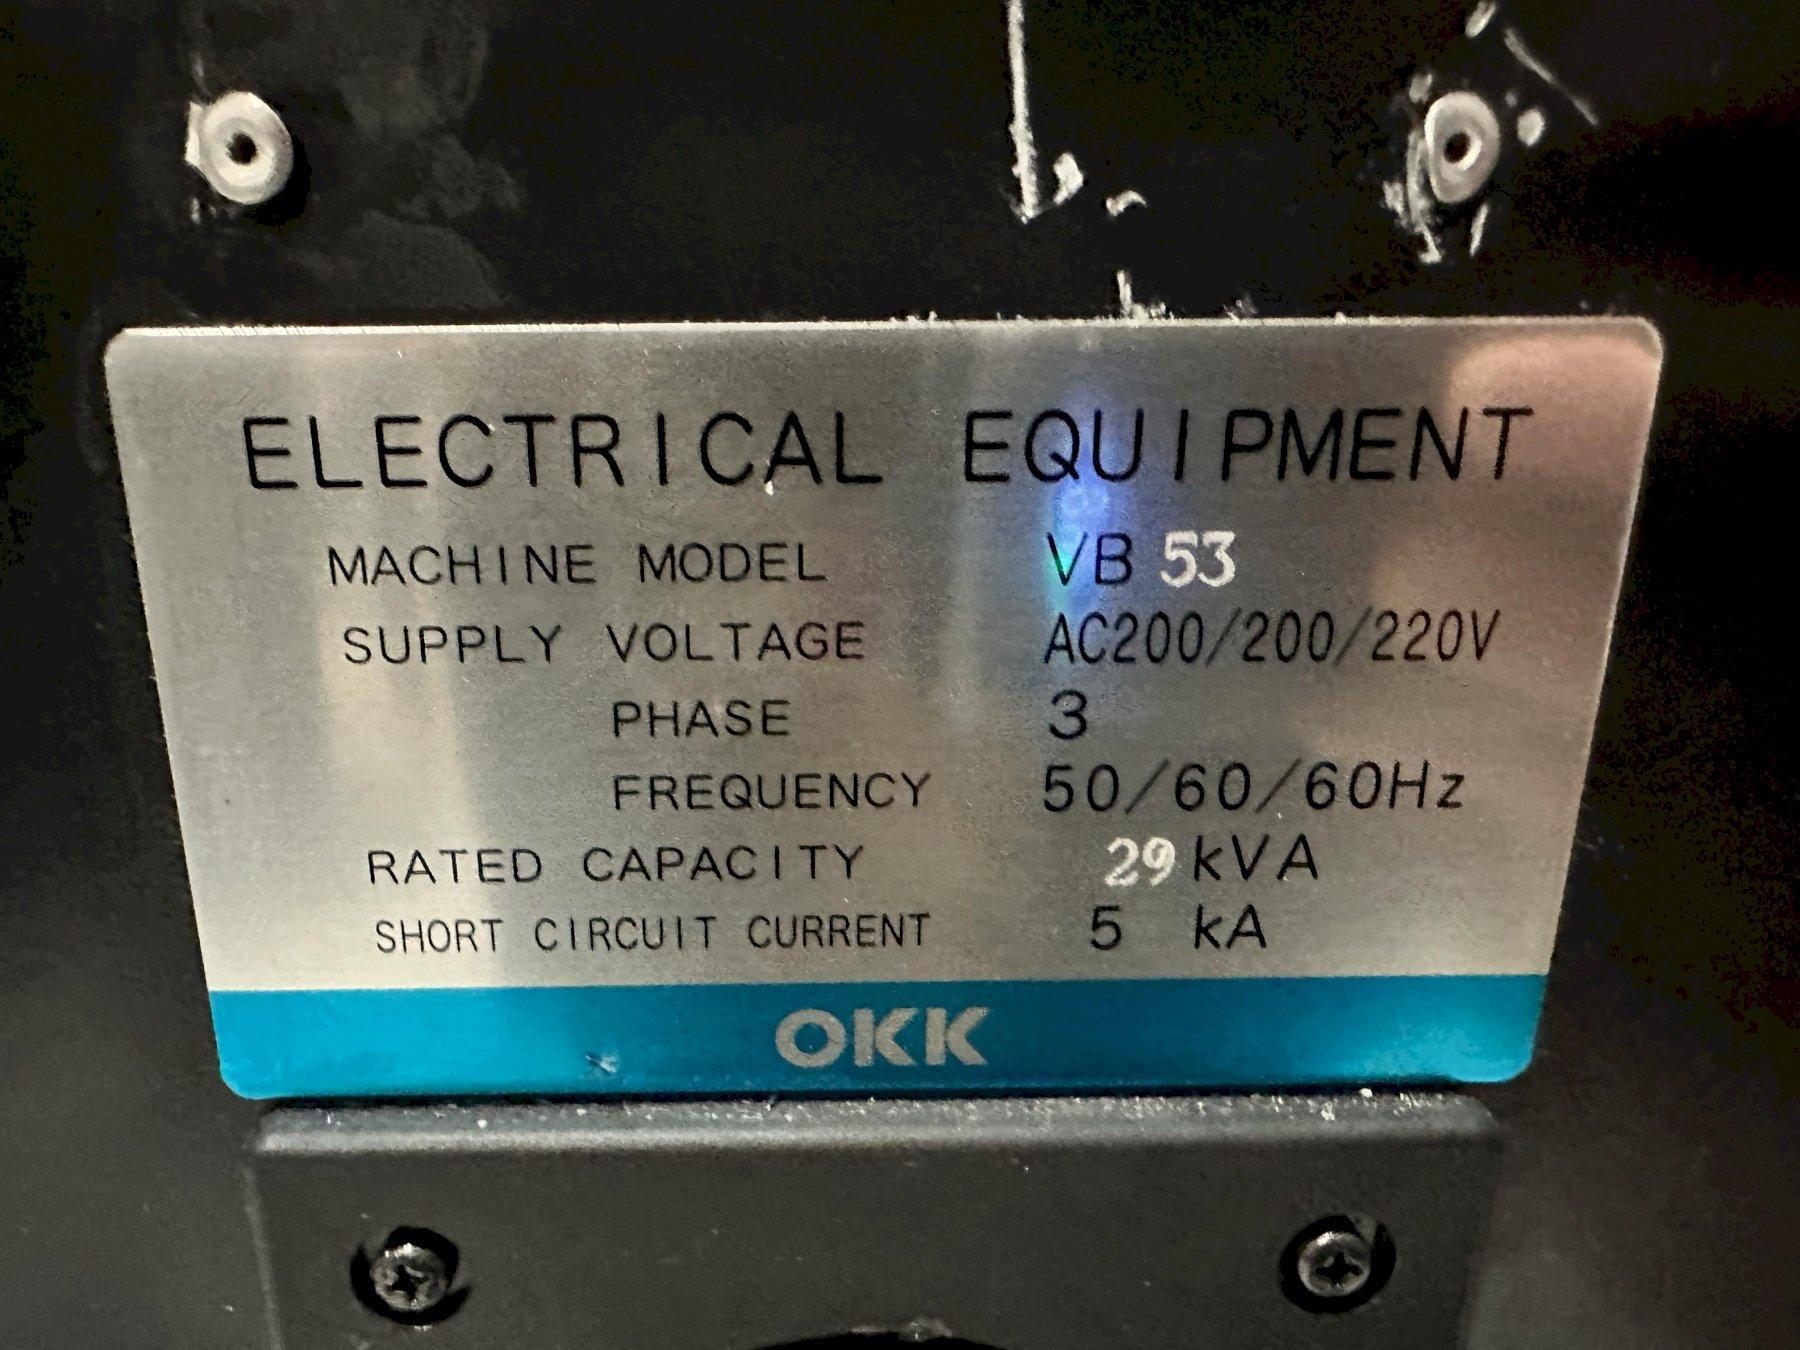 ELECTRICAL EQUIPMENT
MACHINE MODEL VB 53
SUPPLY VOLTAGE AC200/200/220V
PHASE 3
FREQUENCY 50/60/60Hz
RATED CAPACITY 29 kVA
SHORT CIRCUIT CURRENT 5 kA
OKK